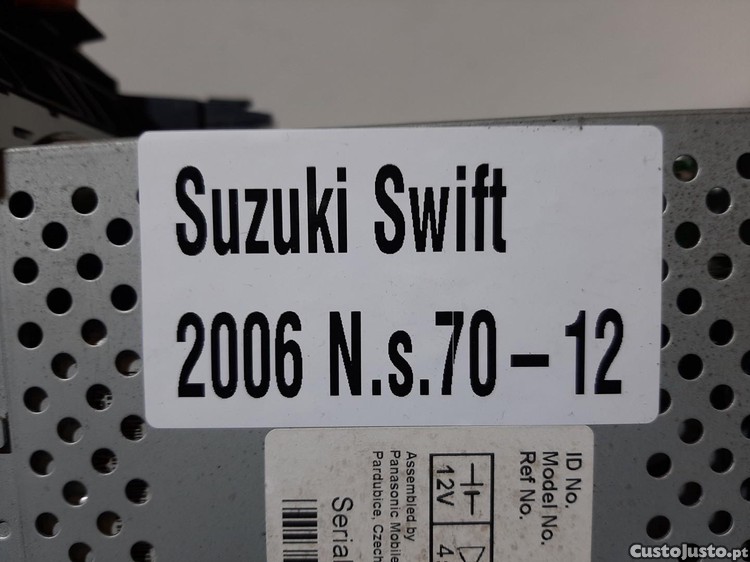 Suzuki Swift
2006 N.s.70-12
ID No.
Model No.
Ref No.
12V
Assembled by
Panasonic Mobile
Pardubice, Czech
Serial
CustoJusto.pt